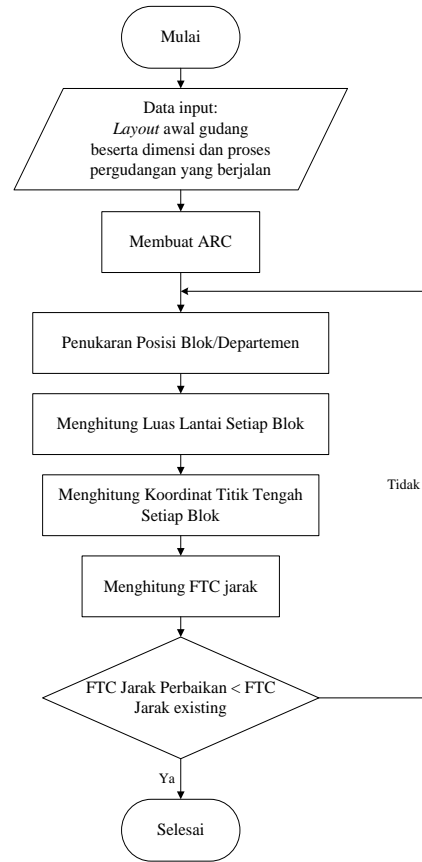 Mulai
Data input:
Layout awal gudang
beserta dimensi dan proses
pergudangan yang berjalan
Membuat ARC
Penukaran Posisi Blok/Departemen
Menghitung Luas Lantai Setiap Blok
Menghitung Koordinat Titik Tengah
Setiap Blok
Tidak
Menghitung FTC jarak
FTC Jarak Perbaikan < FTC
Jarak existing
Ya
Selesai